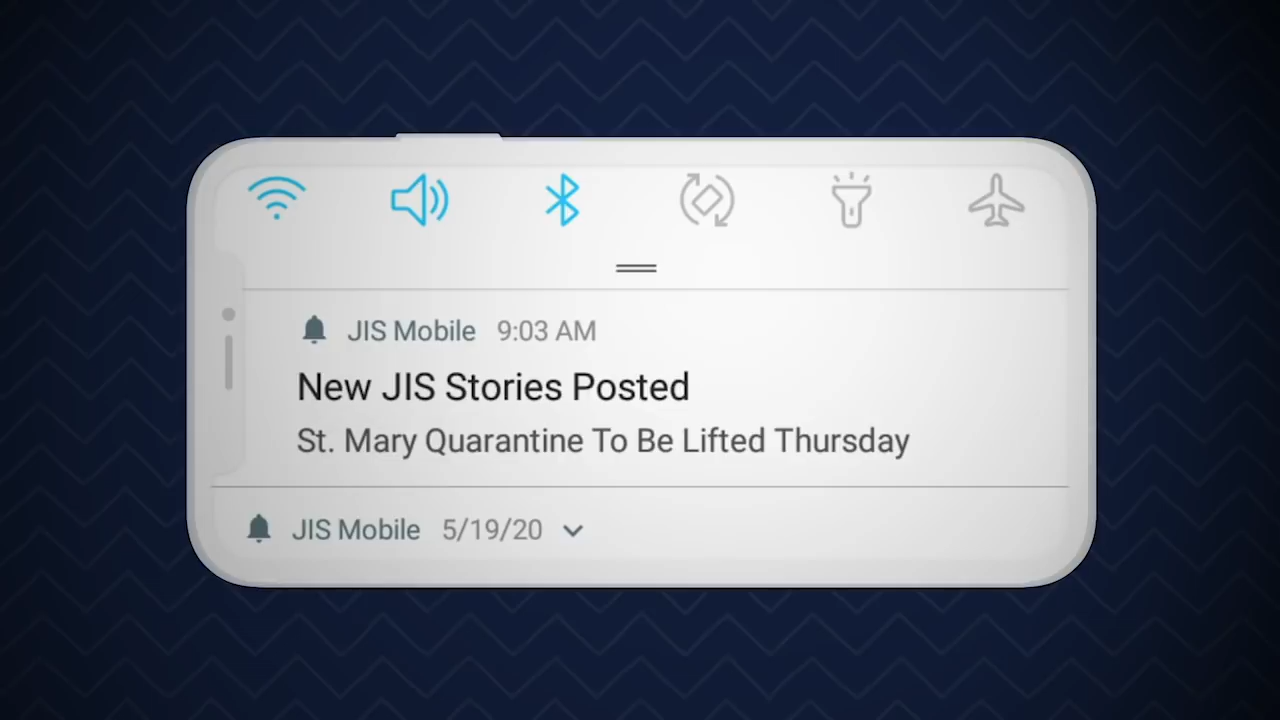 JIS Mobile 9:03 AM
New JIS Stories Posted
St. Mary Quarantine To Be Lifted Thursday
JIS Mobile 5/19/20